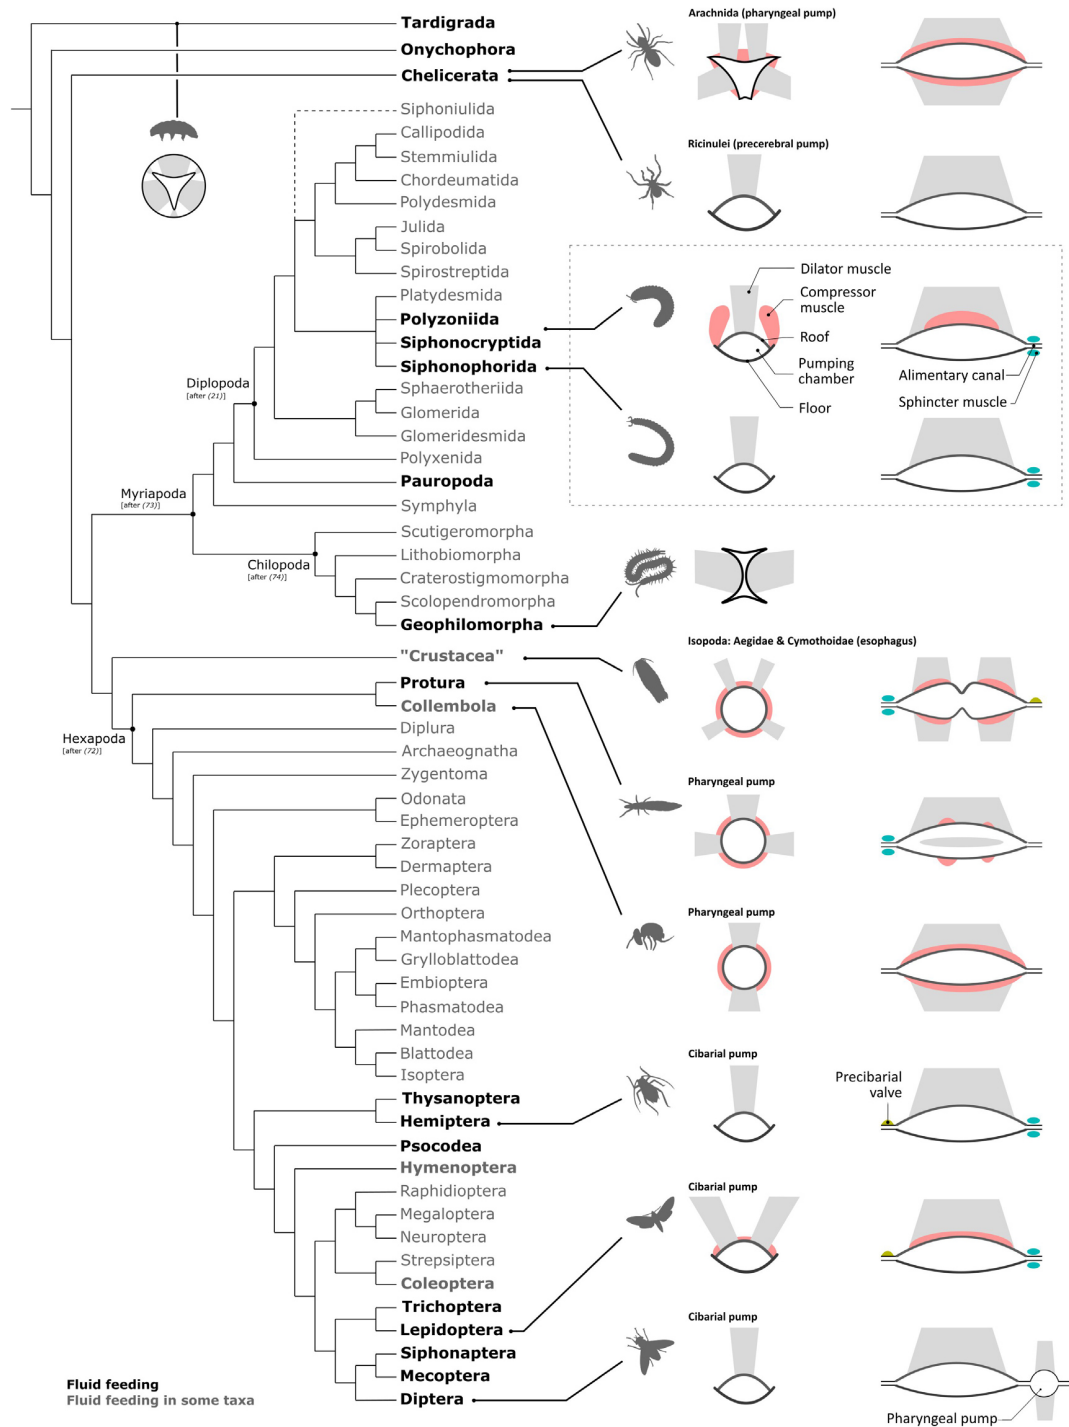 Tardigrada
Onychophora
Chelicerata
Siphoniulida
Callipodida
Stemmiulida
Chordeumatida
Polydesmida
Julida
Spirobolida
Spirostreptida
Platydesmida
Polyzoniida
Siphonocryptida
Siphonophorida
Sphaerotheriida
Glomerida
Glomeridesmida
Polyxenida
Pauropoda
Symphyla
Scutigeromorpha
Lithobiomorpha
Craterostigmomorpha
Scolopendromorpha
Geophilomorpha
"Crustacea"
Protura
Collembola
Diplura
Archaeognatha
Zygentoma
Odonata
Ephemeroptera
Zoraptera
Dermaptera
Plecoptera
Orthoptera
Mantophasmatodea
Grylloblattodea
Embioptera
Phasmatodea
Mantodea
Blattodea
Isoptera
Thysanoptera
Hemiptera
Psocodea
Hymenoptera
Raphidioptera
Megaloptera
Neuroptera
Strepsiptera
Coleoptera
Trichoptera
Lepidoptera
Siphonaptera
Mecoptera
Diptera
Diplopoda
[after (21)]
Myriapoda
[after (73)]
Chilopoda
[after (74)]
Hexapoda
[after (72)]
Fluid feeding
Fluid feeding in some taxa
Arachnida (pharyngeal pump)
Ricinulei (precerebral pump)
Dilator muscle
Compressor
muscle
Roof
Pumping
chamber
Floor
Alimentary canal
Sphincter muscle
Isopoda: Aegidae & Cymothoidae (esophagus)
Pharyngeal pump
Pharyngeal pump
Cibarial pump
Precibarial
valve
Cibarial pump
Cibarial pump
Pharyngeal pump